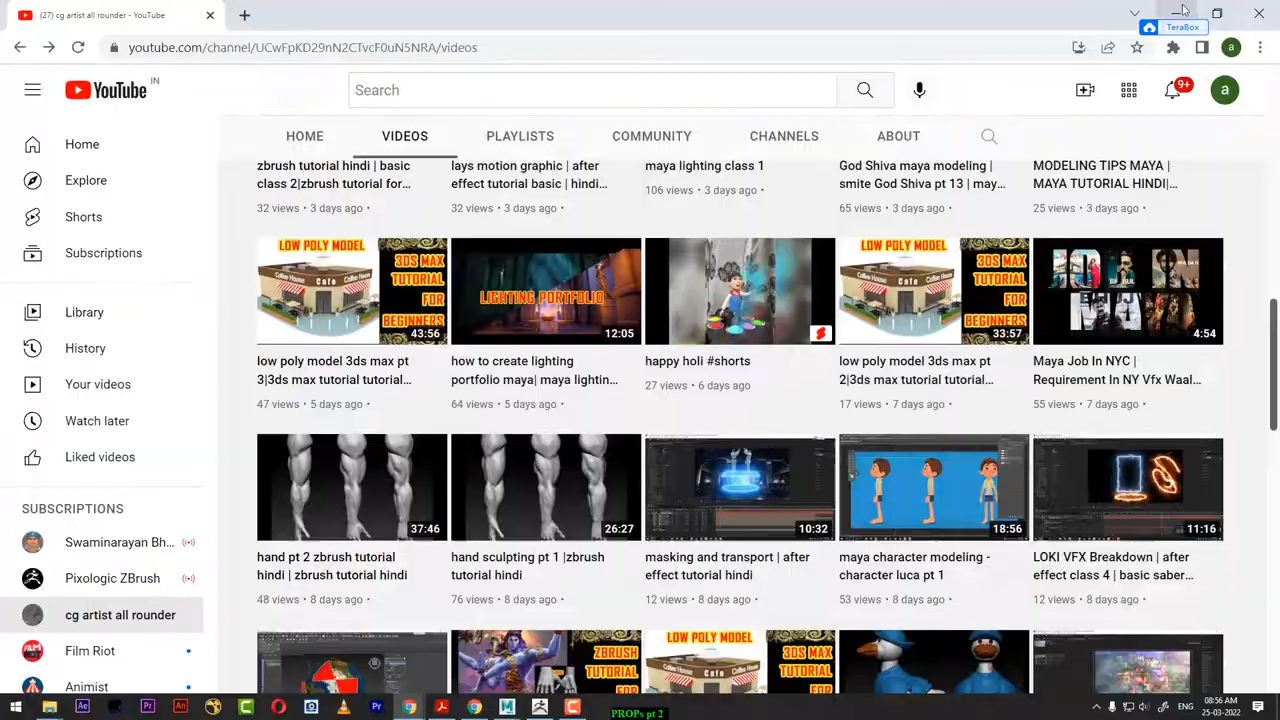 (27) cg artist all rounder - YouTube
TeraBox
youtube.com/channel/UCwFpKD29nN2CTvcF0uN5NRA/videos
YouTube IN
Search
9+
a
a
HOME
VIDEOS
PLAYLISTS
COMMUNITY
CHANNELS
ABOUT
Home
Explore
Shorts
Subscriptions
Library
History
Your videos
Watch later
Liked videos
SUBSCRIPTIONS
Swaminarayan Bh...
Pixologic ZBrush
cg artist all rounder
Film Riot
Animist
zbrush tutorial hindi | basic
class 2|zbrush tutorial for...
32 views • 3 days ago •
lays motion graphic | after
effect tutorial basic | hindi...
32 views • 3 days ago •
maya lighting class 1
106 views • 3 days ago •
God Shiva maya modeling |
smite God Shiva pt 13 | may...
65 views • 3 days ago •
MODELING TIPS MAYA |
MAYA TUTORIAL HINDI|...
25 views • 3 days ago •
LOW POLY MODEL
Cafe
Coffee House
3DS MAX
TUTORIAL
FOR
BEGINNERS
43:56
low poly model 3ds max pt
3|3ds max tutorial tutorial...
47 views • 5 days ago •
LIGHTING PORTFOLIO
12:05
how to create lighting
portfolio maya| maya lightin...
64 views • 5 days ago •
happy holi #shorts
27 views • 6 days ago
LOW POLY MODEL
Cafe
Coffee House
3DS MAX
TUTORIAL
FOR
BEGINNERS
33:57
low poly model 3ds max pt
2|3ds max tutorial tutorial...
17 views • 7 days ago •
4:54
Maya Job In NYC |
Requirement In NY Vfx Waal...
55 views • 7 days ago •
37:46
hand pt 2 zbrush tutorial
hindi | zbrush tutorial hindi
48 views • 8 days ago •
26:27
hand sculpting pt 1 |zbrush
tutorial hindi
76 views • 8 days ago •
10:32
masking and transport | after
effect tutorial hindi
12 views • 8 days ago •
18:56
maya character modeling -
character luca pt 1
53 views • 8 days ago •
11:16
LOKI VFX Breakdown | after
effect class 4 | basic saber...
12 views • 8 days ago •
ZBRUSH
TUTORIAL
FOR
LOW POLY MODEL
Coffee House
3DS MAX
TUTORIAL
FOR
Ae
Pr
An
Ps
PROPs pt 2
ENG
08:56 AM
25-03-2022